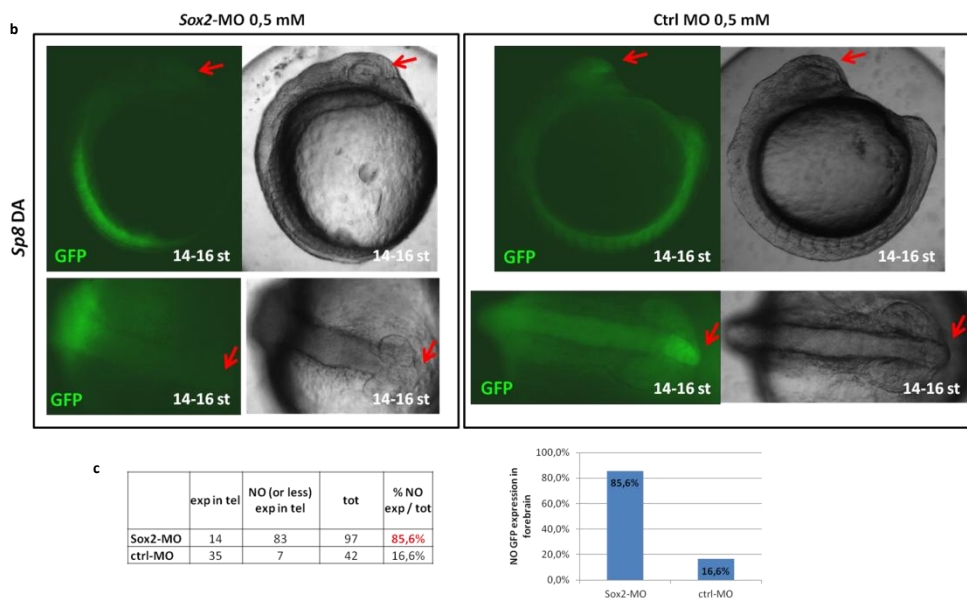 Sox2-MO 0,5 mM
Ctrl MO 0,5 mM
b
Sp8 DA
GFP
14-16 st
14-16 st
GFP
14-16 st
14-16 st
GFP
14-16 st
14-16 st
GFP
14-16 st
14-16 st
c
exp in tel
NO (or less)
exp in tel
tot
% NO
exp / tot
Sox2-MO 14 83 97 85,6%
ctrl-MO 35 7 42 16,6%
NO GFP expression in
forebrain
100,0%
80,0%
60,0%
40,0%
20,0%
0,0%
85,6%
16,6%
Sox2-MO
ctrl-MO